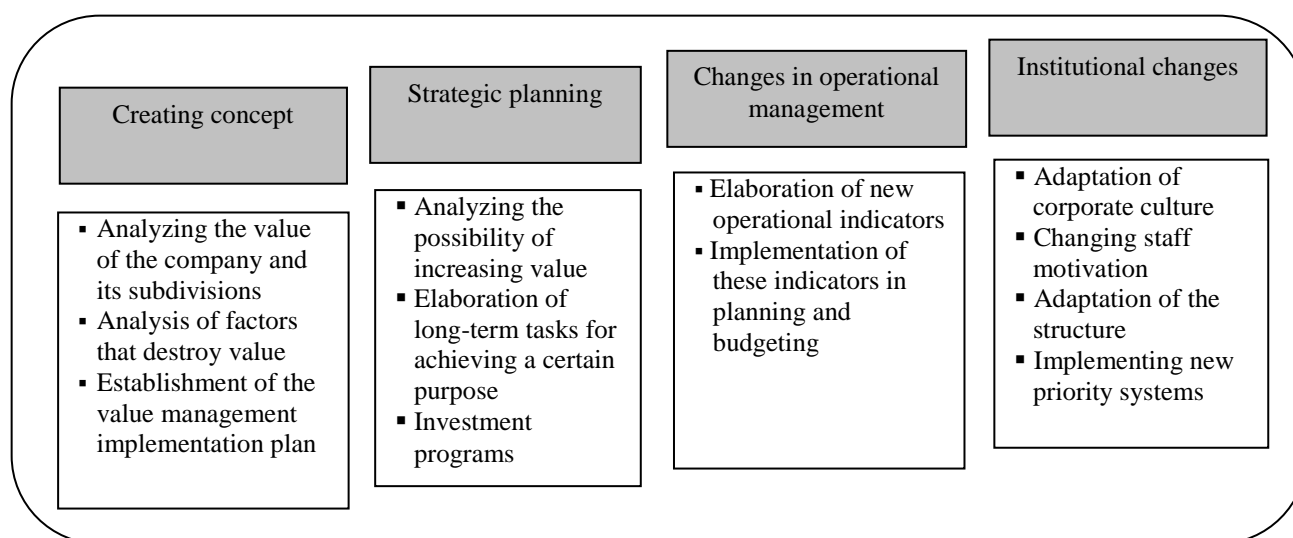 Creating concept
▪ Analyzing the value
of the company and
its subdivisions
▪ Analysis of factors
that destroy value
▪ Establishment of the
value management
implementation plan
Strategic planning
▪ Analyzing the
possibility of
increasing value
▪ Elaboration of
long-term tasks for
achieving a certain
purpose
▪ Investment
programs
Changes in operational
management
▪ Elaboration of new
operational indicators
▪ Implementation of
these indicators in
planning and
budgeting
Institutional changes
▪ Adaptation of
corporate culture
▪ Changing staff
motivation
▪ Adaptation of the
structure
▪ Implementing new
priority systems